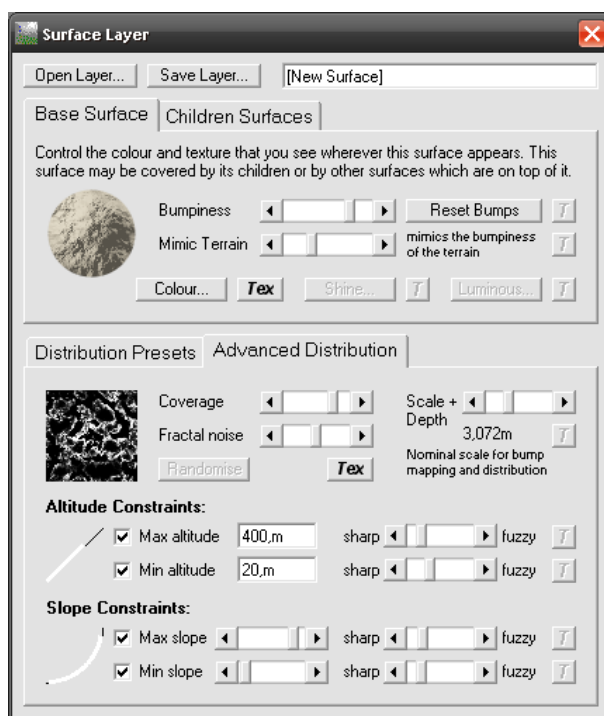 Surface Layer
Open Layer... Save Layer... [New Surface]
Base Surface Children Surfaces
Control the colour and texture that you see wherever this surface appears. This
surface may be covered by its children or by other surfaces which are on top of it.
Bumpiness Reset Bumps T
Mimic Terrain mimics the bumpiness
of the terrain T
Colour... Tex Shine... T Luminous... T
Distribution Presets Advanced Distribution
Coverage Scale +
Depth
Fractal noise 3,072m T
Randomise Tex Nominal scale for bump
mapping and distribution
Altitude Constraints:
Max altitude 400,m sharp fuzzy T
Min altitude 20,m sharp fuzzy T
Slope Constraints:
Max slope sharp fuzzy T
Min slope sharp fuzzy T